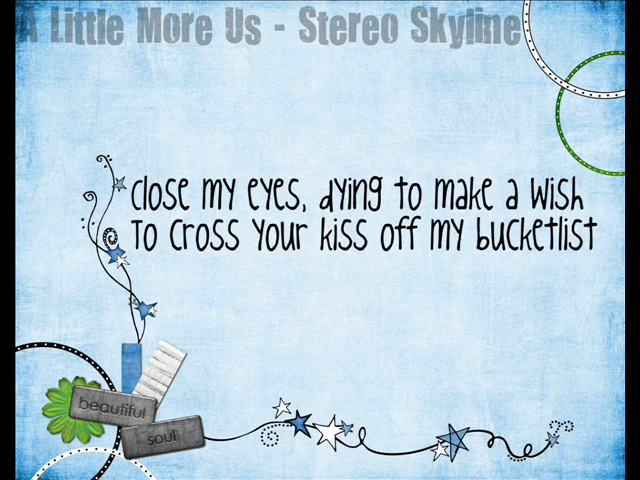 A Little More Us - Stereo Skyline
close my eyes, dying to make a wish
to cross your kiss off my bucketlist
beautiful
soul